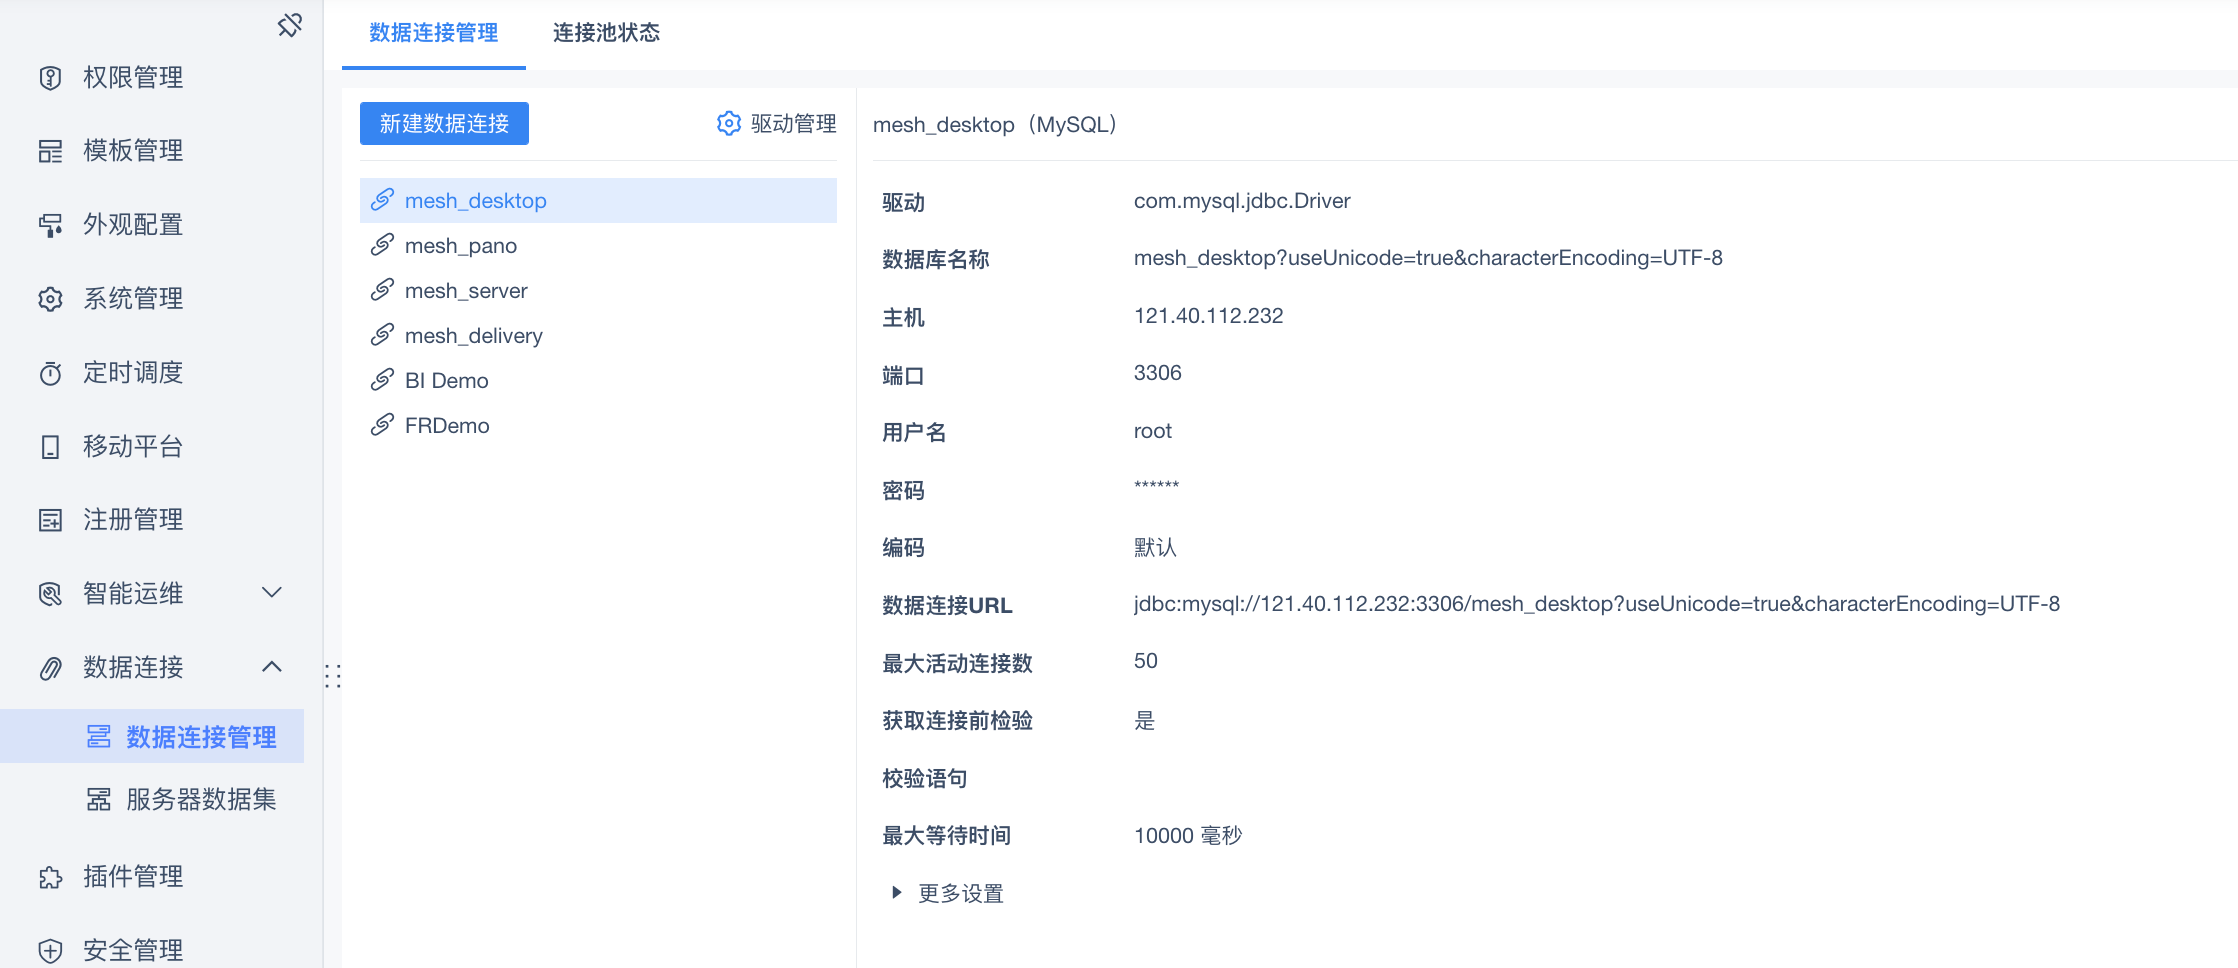 数据连接管理 连接池状态
权限管理
模板管理
外观配置
系统管理
定时调度
移动平台
注册管理
智能运维
数据连接
数据连接管理
服务器数据集
插件管理
安全管理
新建数据连接 驱动管理
mesh_desktop
mesh_pano
mesh_server
mesh_delivery
BI Demo
FRDemo
mesh_desktop（MySQL）
驱动 com.mysql.jdbc.Driver
数据库名称 mesh_desktop?useUnicode=true&characterEncoding=UTF-8
主机 121.40.112.232
端口 3306
用户名 root
密码 ******
编码 默认
数据连接URL jdbc:mysql://121.40.112.232:3306/mesh_desktop?useUnicode=true&characterEncoding=UTF-8
最大活动连接数 50
获取连接前检验 是
校验语句
最大等待时间 10000 毫秒
更多设置